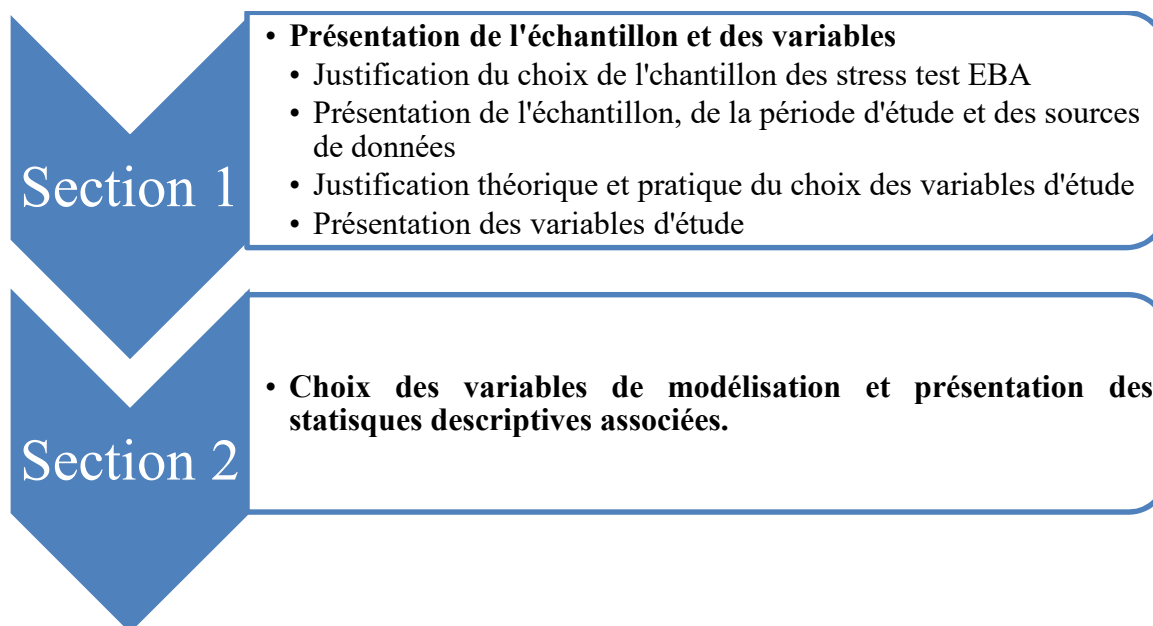 Section 1
• Présentation de l'échantillon et des variables
• Justification du choix de l'chantillon des stress test EBA
• Présentation de l'échantillon, de la période d'étude et des sources
de données
• Justification théorique et pratique du choix des variables d'étude
• Présentation des variables d'étude
Section 2
• Choix des variables de modélisation et présentation des
statisques descriptives associées.